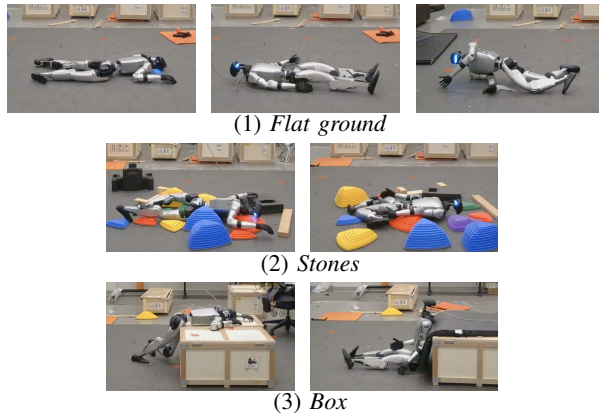 (1) Flat ground
(2) Stones
(3) Box